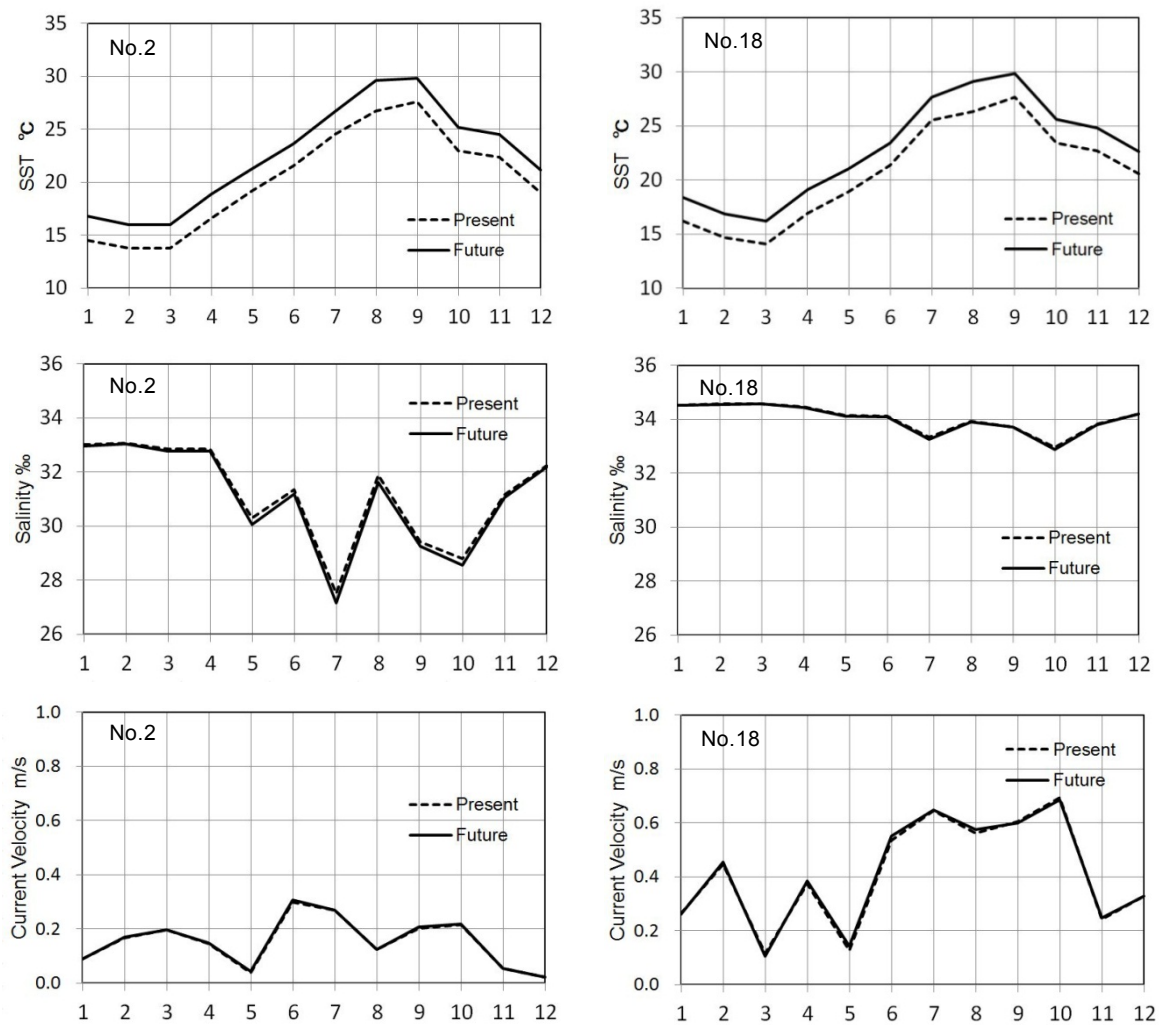 No.2
SST °C
35
30
25
20
15
10
Present
Future
1 2 3 4 5 6 7 8 9 10 11 12
No.18
SST °C
35
30
25
20
15
10
Present
Future
1 2 3 4 5 6 7 8 9 10 11 12
No.2
Salinity ‰
36
34
32
30
28
26
Present
Future
1 2 3 4 5 6 7 8 9 10 11 12
No.18
Salinity ‰
36
34
32
30
28
26
Present
Future
1 2 3 4 5 6 7 8 9 10 11 12
No.2
Current Velocity m/s
1.0
0.8
0.6
0.4
0.2
0.0
Present
Future
1 2 3 4 5 6 7 8 9 10 11 12
No.18
Current Velocity m/s
1.0
0.8
0.6
0.4
0.2
0.0
Present
Future
1 2 3 4 5 6 7 8 9 10 11 12